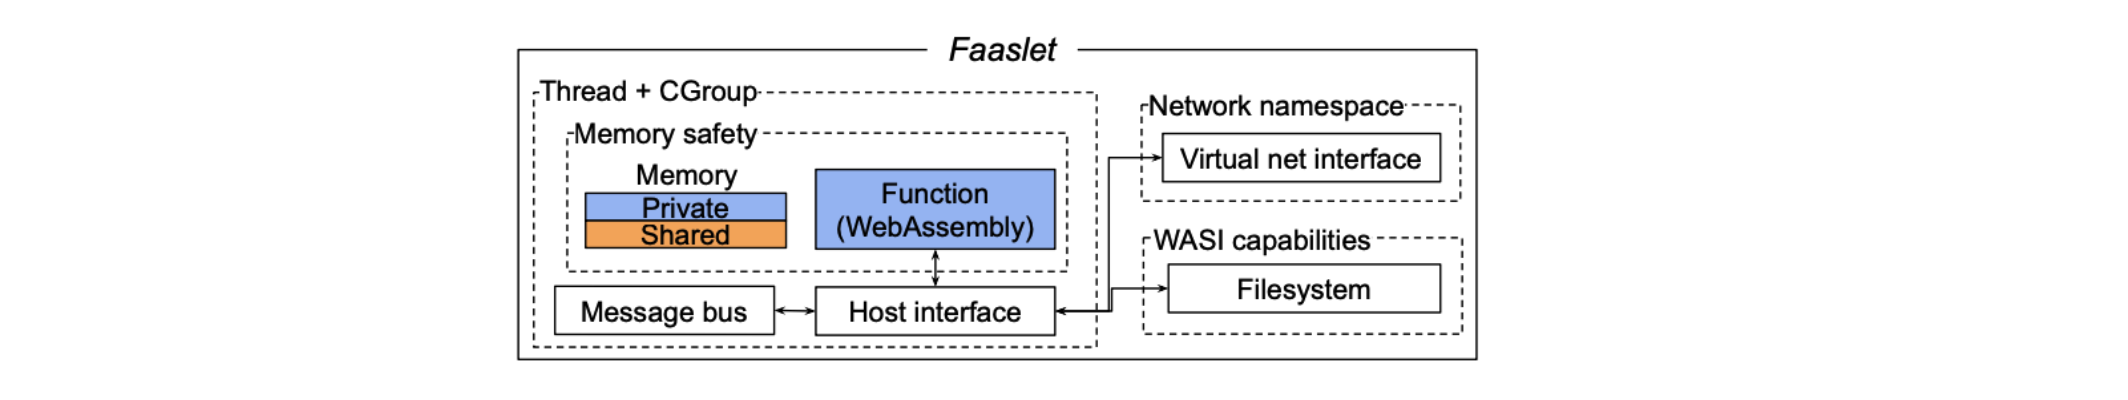 Faaslet
Thread + CGroup
Memory safety
Memory
Private
Shared
Function
(WebAssembly)
Message bus
Host interface
Network namespace
Virtual net interface
WASI capabilities
Filesystem